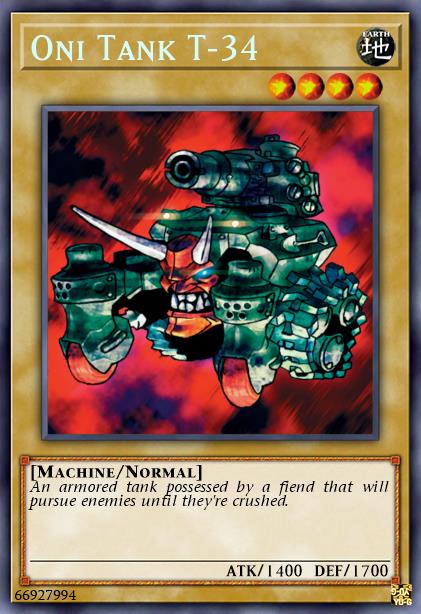 Oni Tank T-34
EARTH
地
[Machine/Normal]
An armored tank possessed by a fiend that will
pursue enemies until they're crushed.
ATK/1400 DEF/1700
66927994